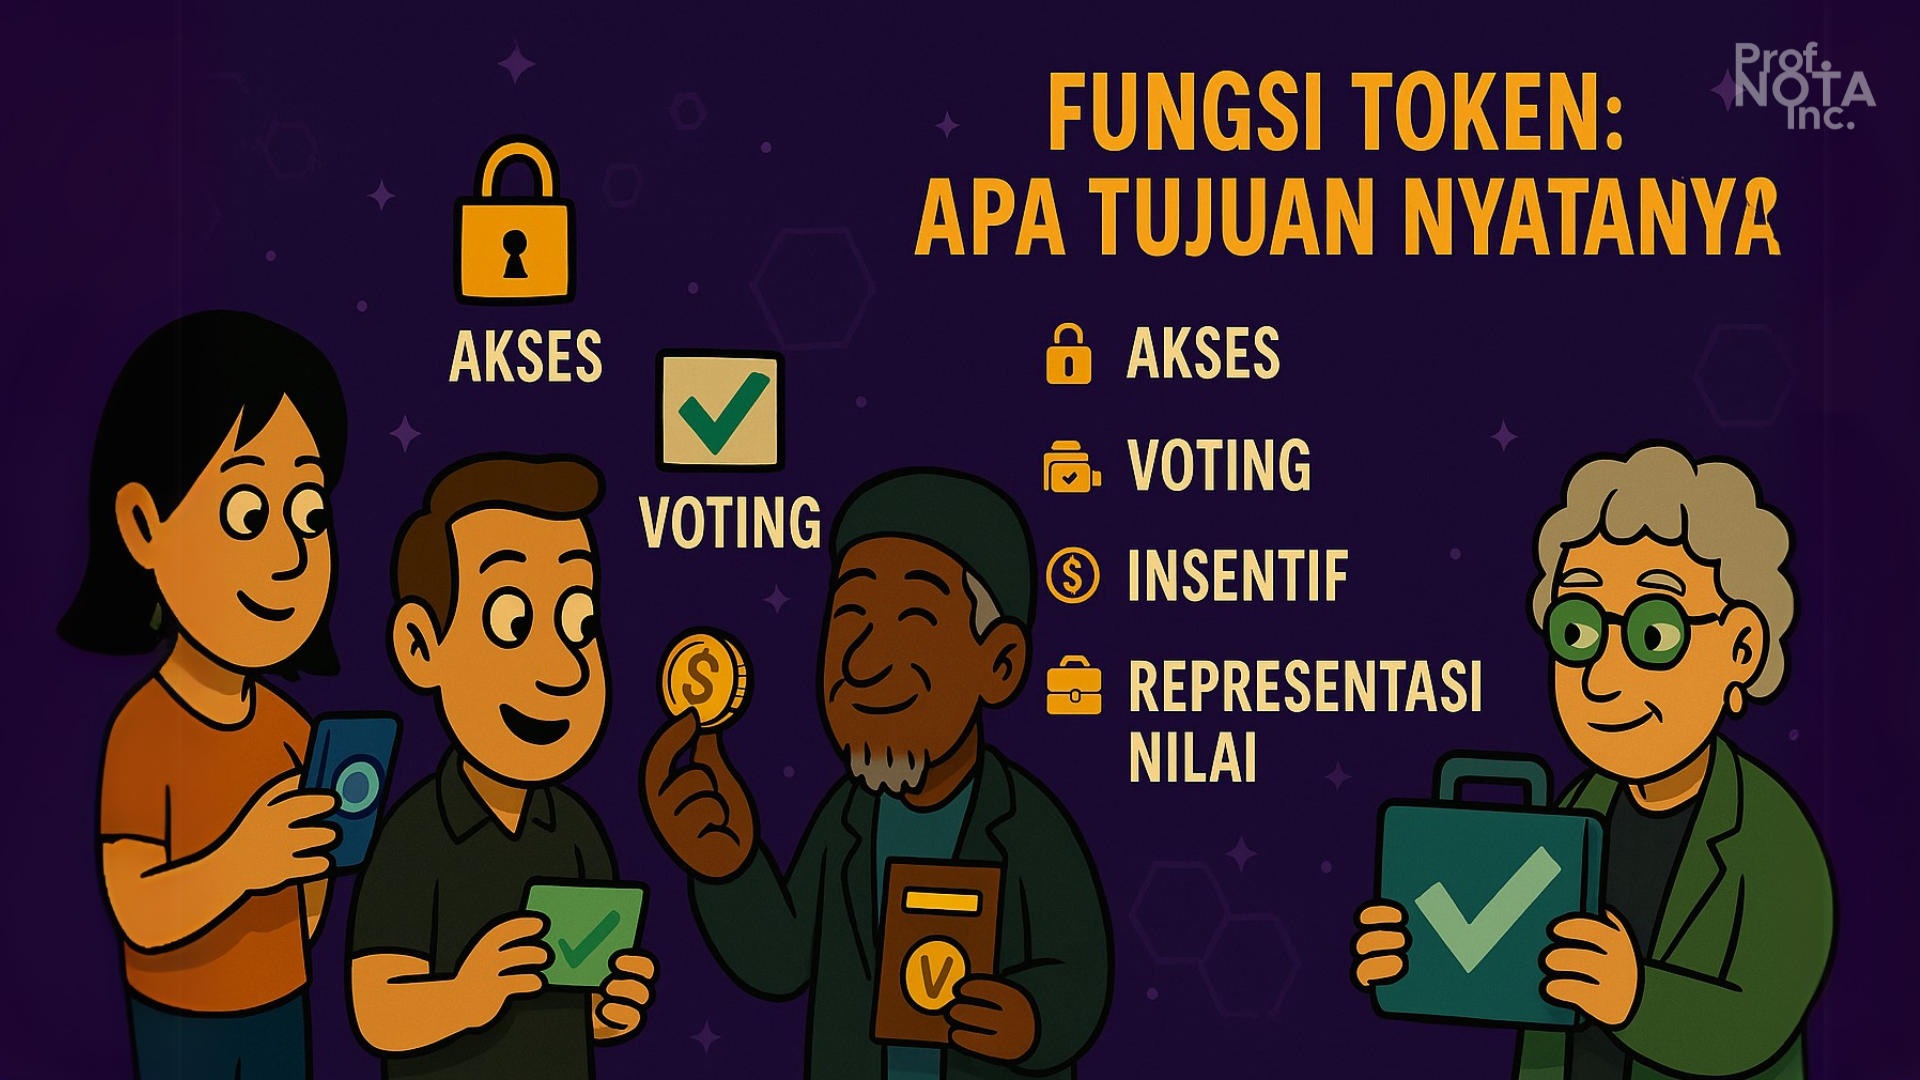 Prof.
NOTA
Inc.
FUNGSI TOKEN:
APA TUJUAN NYATANYA
AKSES
VOTING
AKSES
VOTING
INSENTIF
REPRESENTASI
NILAI
$
V